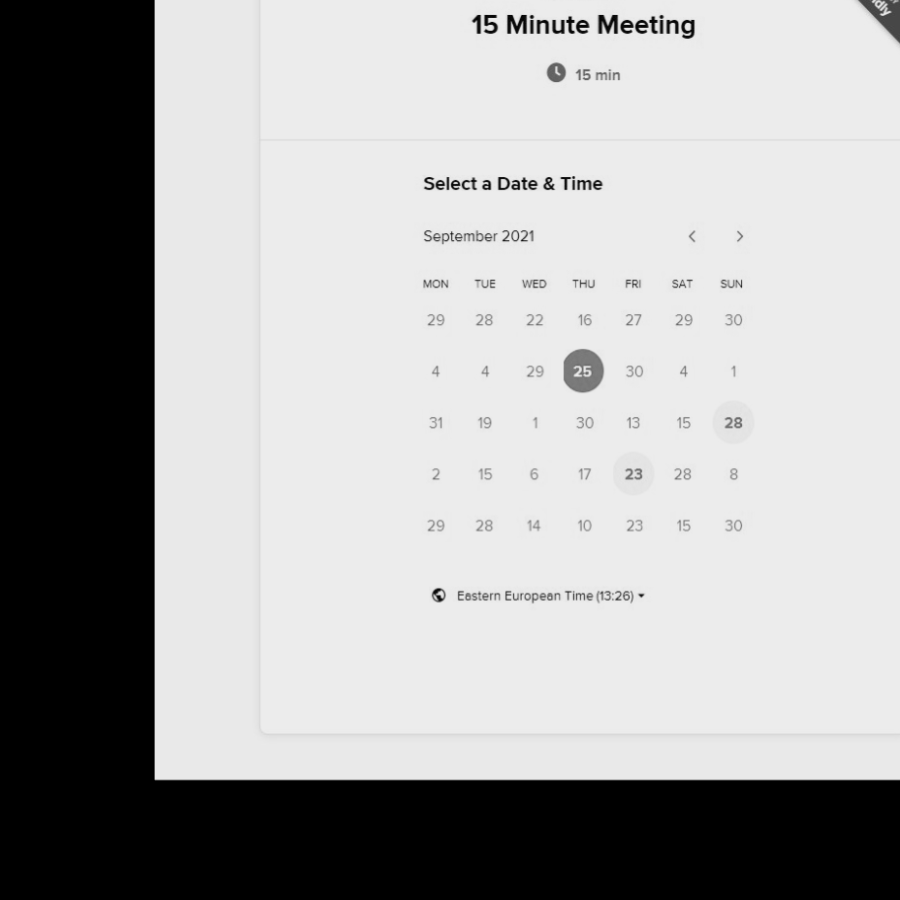 15 Minute Meeting
15 min
Select a Date & Time
September 2021
MON TUE WED THU FRI SAT SUN
29 28 22 16 27 29 30
4 4 29 25 30 4 1
31 19 1 30 13 15 28
2 15 6 17 23 28 8
29 28 14 10 23 15 30
Eastern European Time (13:26)